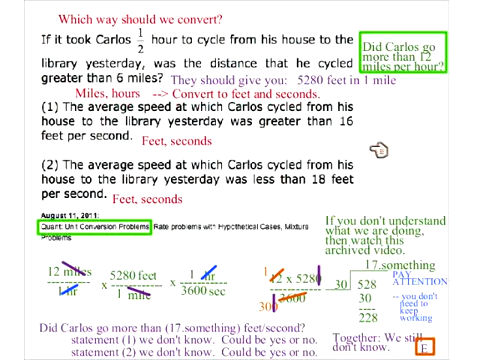 Which way should we convert?
If it took Carlos 1/2 hour to cycle from his house to the
library yesterday, was the distance that he cycled
greater than 6 miles? They should give you: 5280 feet in 1 mile
Did Carlos go
more than 12
miles per hour?
Miles, hours --> Convert to feet and seconds.
(1) The average speed at which Carlos cycled from his
house to the library yesterday was greater than 16
feet per second.
Feet, seconds
(2) The average speed at which Carlos cycled from his
house to the library yesterday was less than 18 feet
per second.
Feet, seconds
August 11, 2011:
Quant: Unit Conversion Problems, Rate problems with Hypothetical Cases, Mixture
Problems
If you don't understand
what we are doing,
then watch this
archived video.
12 miles
1 hr
x
5280 feet
1 mile
x
1 hr
3600 sec
1
12 x 5280
3600
300
17.something
30
528
30
228
PAY
ATTENTION
-- you don't
need to
keep
working
Did Carlos go more than (17.something) feet/second?
statement (1) we don't know. Could be yes or no.
statement (2) we don't know. Could be yes or no.
Together: We still
don't know.
E